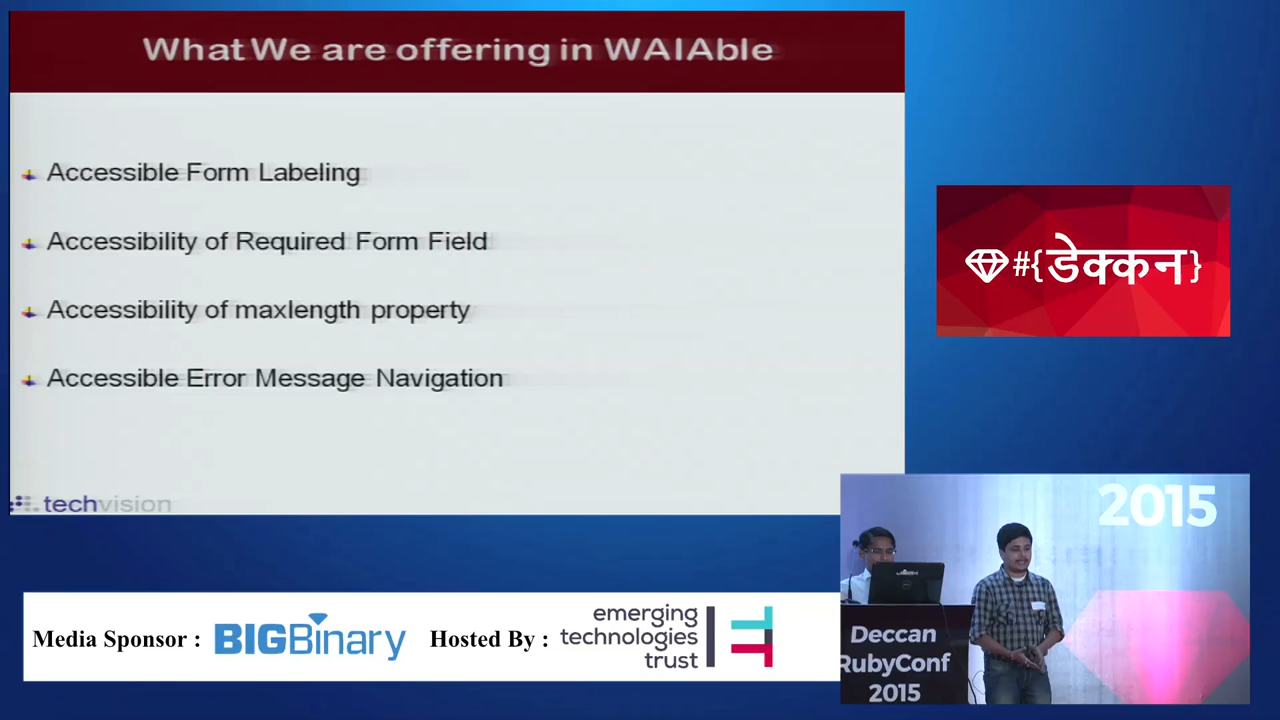 What We are offering in WAIAble
Accessible Form Labeling
Accessibility of Required Form Field
Accessibility of maxlength property
Accessible Error Message Navigation
techvision
#{डेक्कन}
2015
Deccan
RubyConf
2015
Media Sponsor : BIGBinary Hosted By :
emerging
technologies
trust